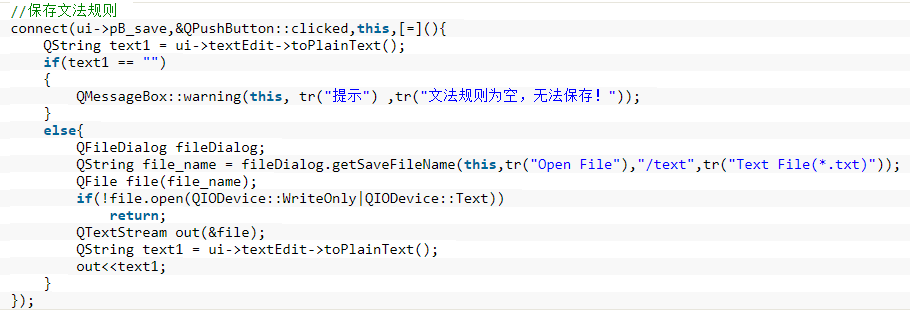 //保存文法规则
connect(ui->pB_save,&QPushButton::clicked,this,[=](){
    QString text1 = ui->textEdit->toPlainText();
    if(text1 == "")
    {
        QMessageBox::warning(this, tr("提示") ,tr("文法规则为空，无法保存！"));
    }
    else{
        QFileDialog fileDialog;
        QString file_name = fileDialog.getSaveFileName(this,tr("Open File"),"/text",tr("Text File(*.txt)"));
        QFile file(file_name);
        if(!file.open(QIODevice::WriteOnly|QIODevice::Text))
            return;
        QTextStream out(&file);
        QString text1 = ui->textEdit->toPlainText();
        out<<text1;
    }
});